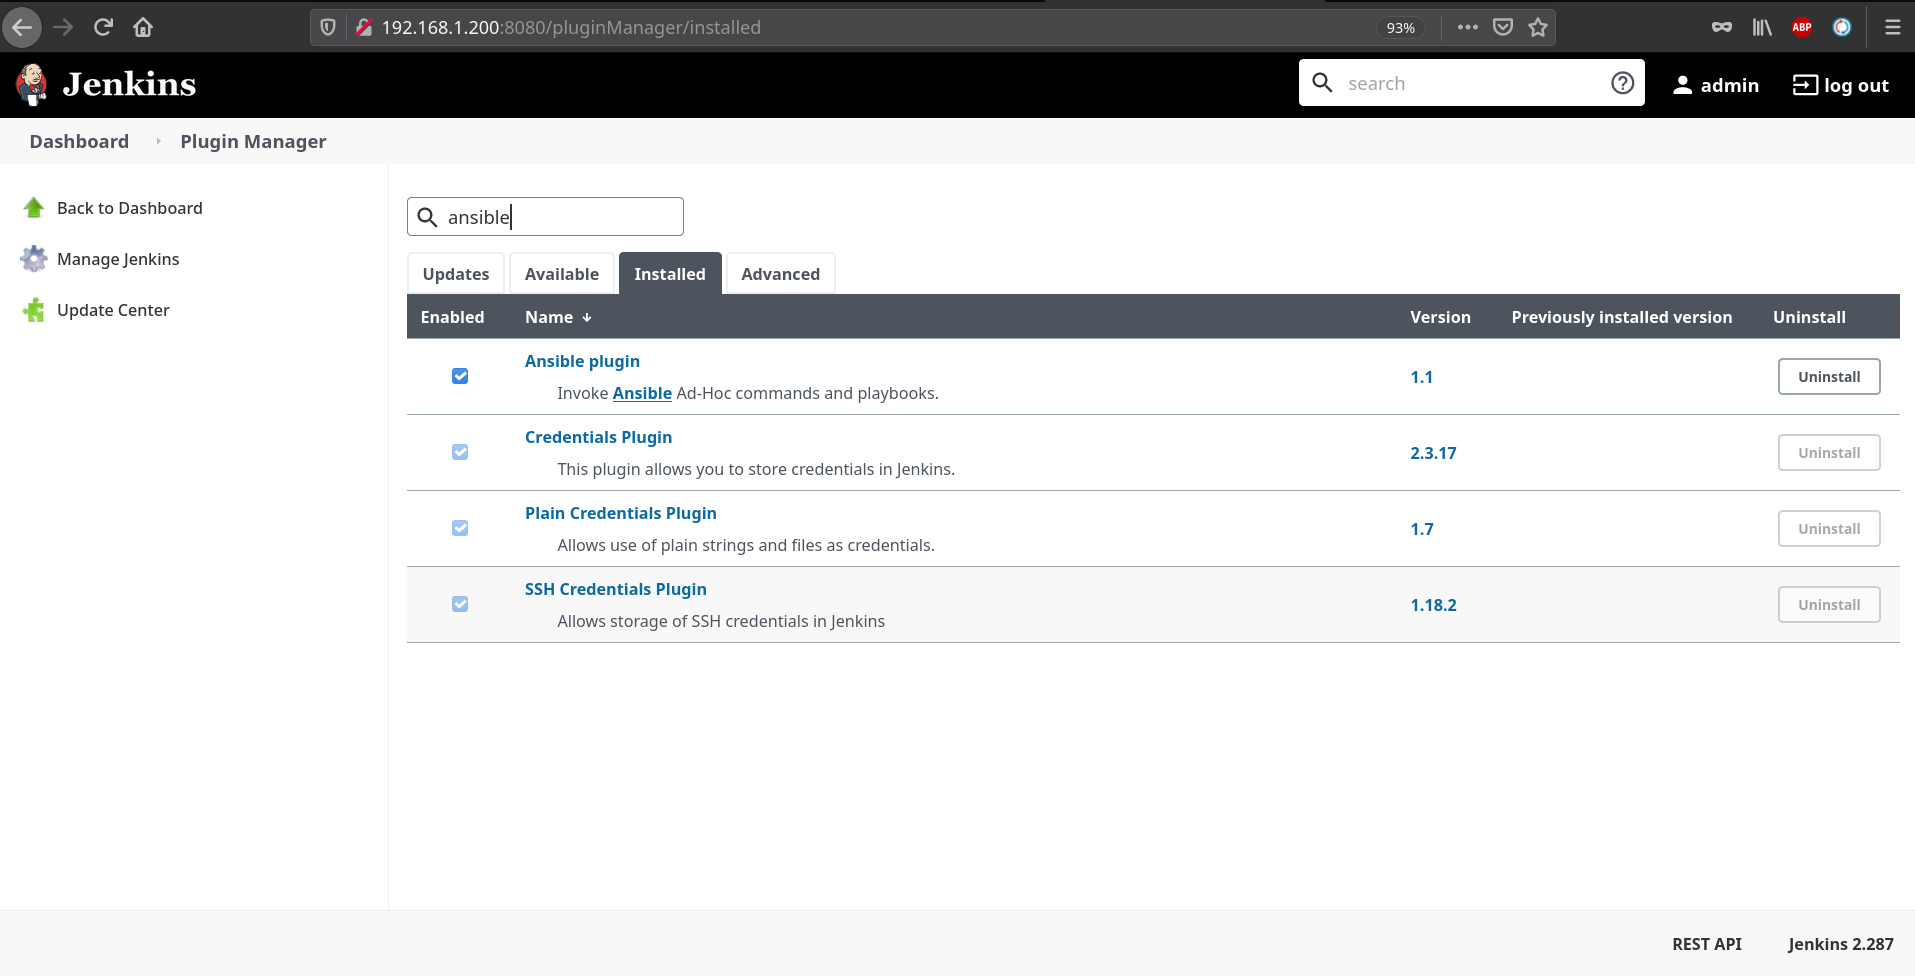 192.168.1.200:8080/pluginManager/installed
93%
ABP
Jenkins
search
admin
log out
Dashboard
Plugin Manager
Back to Dashboard
Manage Jenkins
Update Center
ansible
Updates
Available
Installed
Advanced
Enabled Name ↓ Version Previously installed version Uninstall
Ansible plugin
Invoke Ansible Ad-Hoc commands and playbooks.
1.1
Uninstall
Credentials Plugin
This plugin allows you to store credentials in Jenkins.
2.3.17
Uninstall
Plain Credentials Plugin
Allows use of plain strings and files as credentials.
1.7
Uninstall
SSH Credentials Plugin
Allows storage of SSH credentials in Jenkins
1.18.2
Uninstall
REST API
Jenkins 2.287